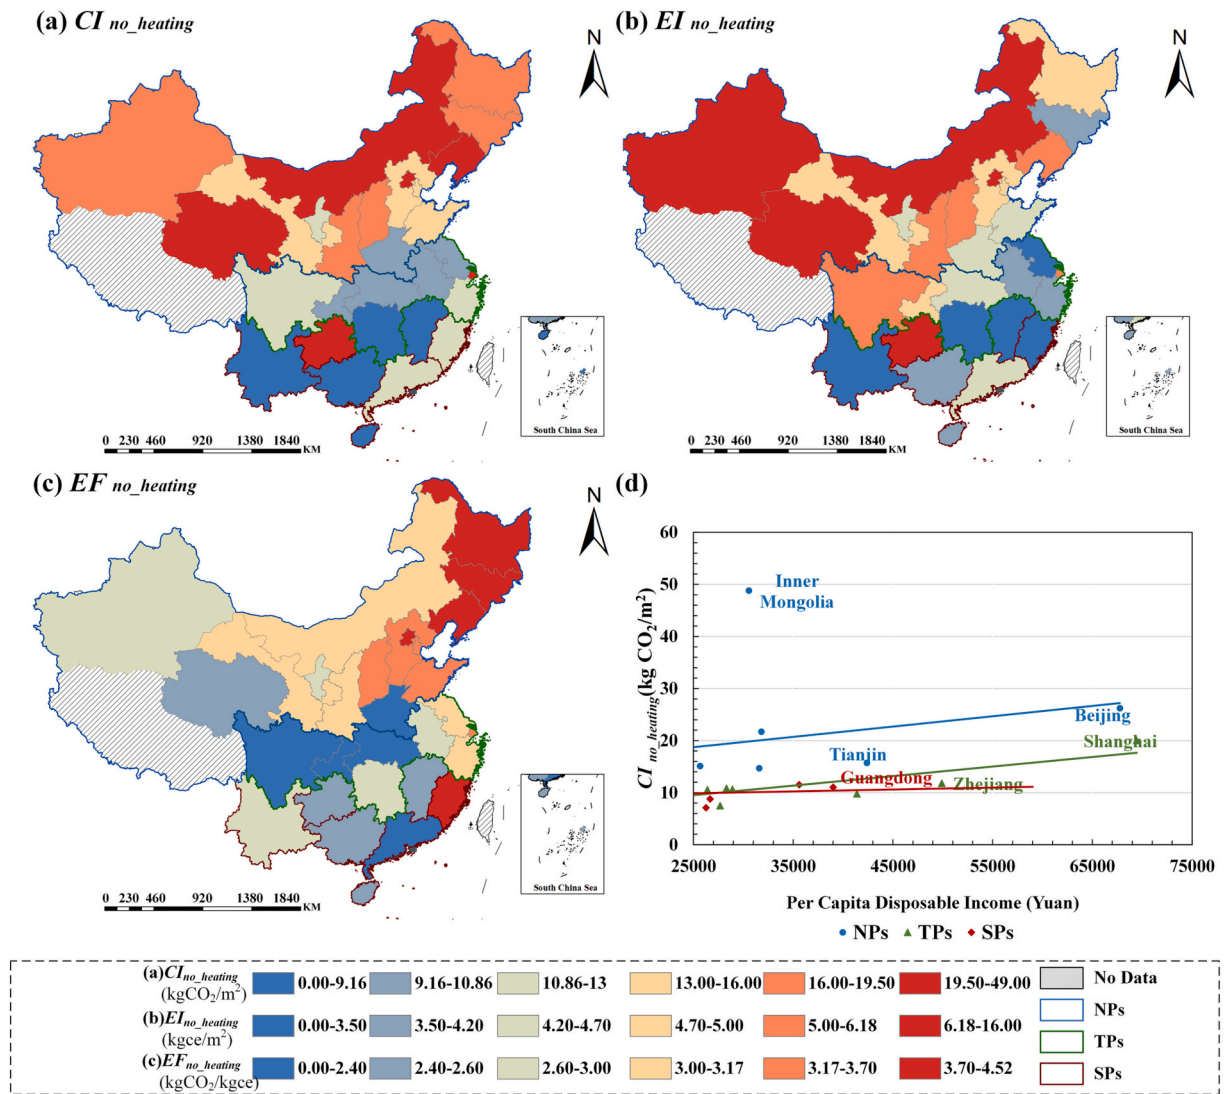 (a) CI no_heating
N
0 230 460 920 1380 1840
KM
South China Sea
(b) EI no_heating
N
0 230 460 920 1380 1840
KM
South China Sea
(c) EF no_heating
N
0 230 460 920 1380 1840
KM
South China Sea
(d)
CI no_heating(kg CO2/m2)
60
50
40
30
20
10
0
Inner
Mongolia
Beijing
Shanghai
Tianjin
Guangdong
Zhejiang
25000 35000 45000 55000 65000 75000
Per Capita Disposable Income (Yuan)
NPs TPs SPs
(a)CIno_heating
(kgCO2/m2)
0.00-9.16 9.16-10.86 10.86-13 13.00-16.00 16.00-19.50 19.50-49.00
(b)EIno_heating
(kgce/m2)
0.00-3.50 3.50-4.20 4.20-4.70 4.70-5.00 5.00-6.18 6.18-16.00
(c)EFno_heating
(kgCO2/kgce)
0.00-2.40 2.40-2.60 2.60-3.00 3.00-3.17 3.17-3.70 3.70-4.52
No Data
NPs
TPs
SPs